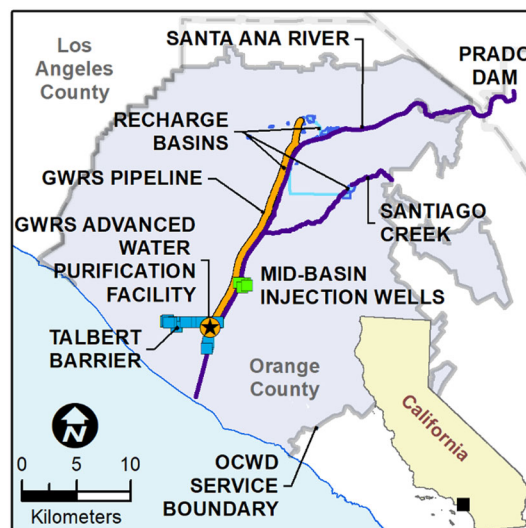 Los
Angeles
County
SANTA ANA RIVER
PRADO
DAM
RECHARGE
BASINS
GWRS PIPELINE
GWRS ADVANCED
WATER
PURIFICATION
FACILITY
SANTIAGO
CREEK
MID-BASIN
INJECTION WELLS
TALBERT
BARRIER
Orange
County
California
N
0 5 10
Kilometers
OCWD
SERVICE
BOUNDARY